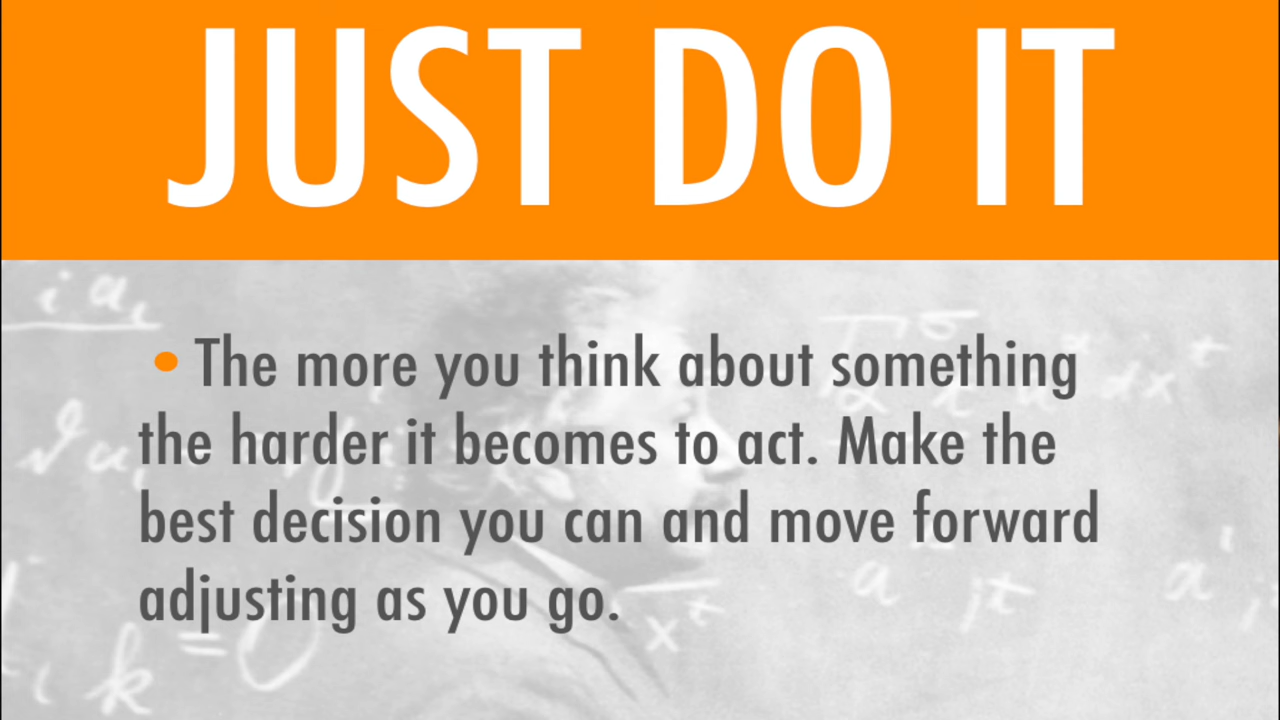 JUST DO IT
• The more you think about something
the harder it becomes to act. Make the
best decision you can and move forward
adjusting as you go.